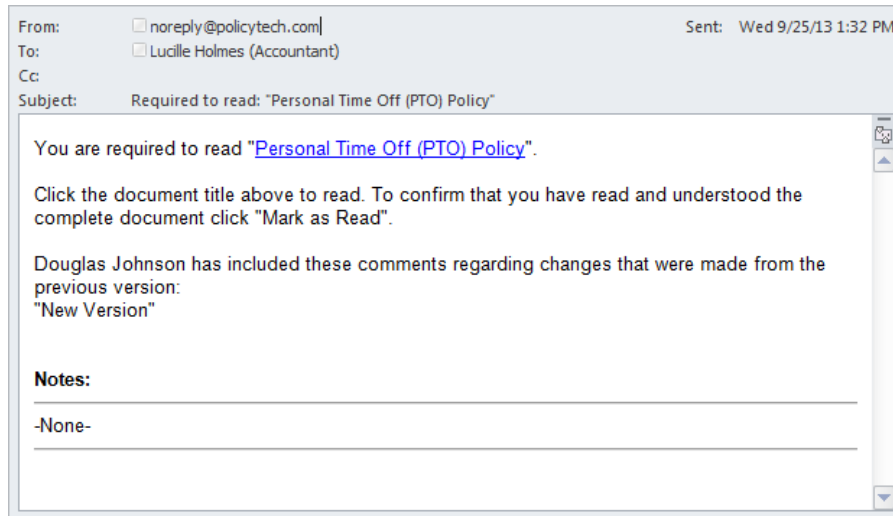 From: noreply@policytech.com Sent: Wed 9/25/13 1:32 PM
To: Lucille Holmes (Accountant)
Cc:
Subject: Required to read: "Personal Time Off (PTO) Policy"
You are required to read "Personal Time Off (PTO) Policy".
Click the document title above to read. To confirm that you have read and understood the
complete document click "Mark as Read".
Douglas Johnson has included these comments regarding changes that were made from the
previous version:
"New Version"
Notes:
-None-